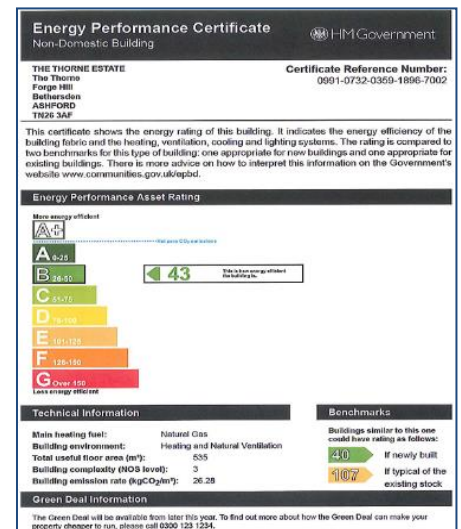 Energy Performance Certificate
Non-Domestic Building
HM Government
THE THORNE ESTATE
The Thorne
Forge Hill
Bethersden
ASHFORD
TN26 3AF
Certificate Reference Number:
0991-0732-0359-1896-7002
This certificate shows the energy rating of this building. It indicates the energy efficiency of the
building fabric and the heating, ventilation, cooling and lighting systems. The rating is compared to
two benchmarks for this type of building: one appropriate for new buildings and one appropriate for
existing buildings. There is more advice on how to interpret this information on the Government's
website www.communities.gov.uk/epbd.
Energy Performance Asset Rating
More energy efficient
A+
Net zero CO₂ emissions
A 0-25
B 26-50
43
This is how energy efficient
the building is.
C 51-75
D 76-100
E 101-125
F 126-150
G Over 150
Less energy efficient
Technical Information
Main heating fuel: Natural Gas
Building environment: Heating and Natural Ventilation
Total useful floor area (m²): 535
Building complexity (NOS level): 3
Building emission rate (kgCO₂/m²): 26.28
Benchmarks
Buildings similar to this one
could have rating as follows:
40 If newly built
107 If typical of the
existing stock
Green Deal Information
The Green Deal will be available from later this year. To find out more about how the Green Deal can make your
property cheaper to run, please call 0300 123 1234.